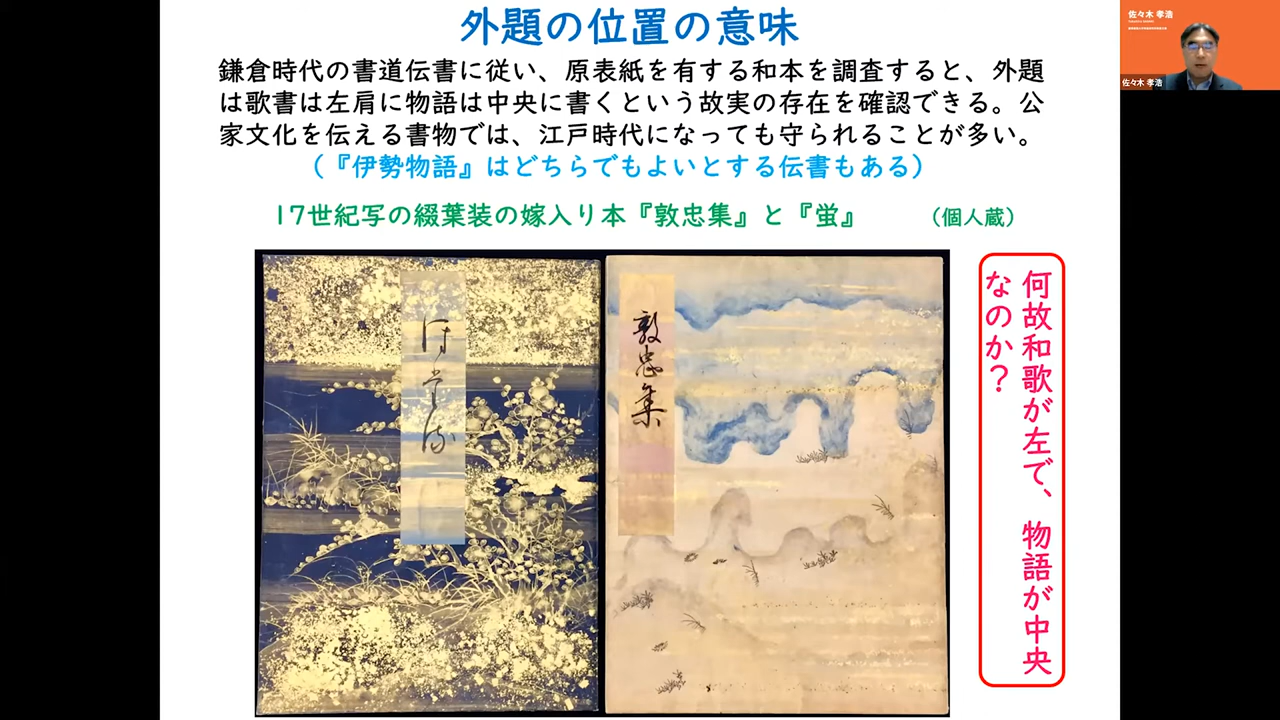 外題の位置の意味
鎌倉時代の書道伝書に従い、原表紙を有する和本を調査すると、外題
は歌書は左肩に物語は中央に書くという故実の存在を確認できる。公
家文化を伝える書物では、江戸時代になっても守られることが多い。
（『伊勢物語』はどちらでもよいとする伝書もある）
17世紀写の綴葉装の嫁入り本『敦忠集』と『蛍』　（個人蔵）
敦忠集
何故和歌が左で、物語が中央
なのか？
佐々木 孝浩
佐々木 孝浩